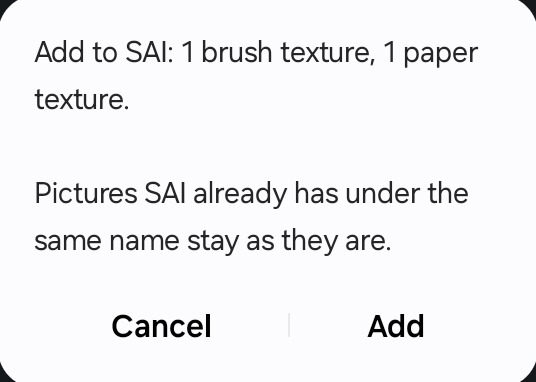 Add to SAI: 1 brush texture, 1 paper
texture.
Pictures SAI already has under the
same name stay as they are.
Cancel
Add